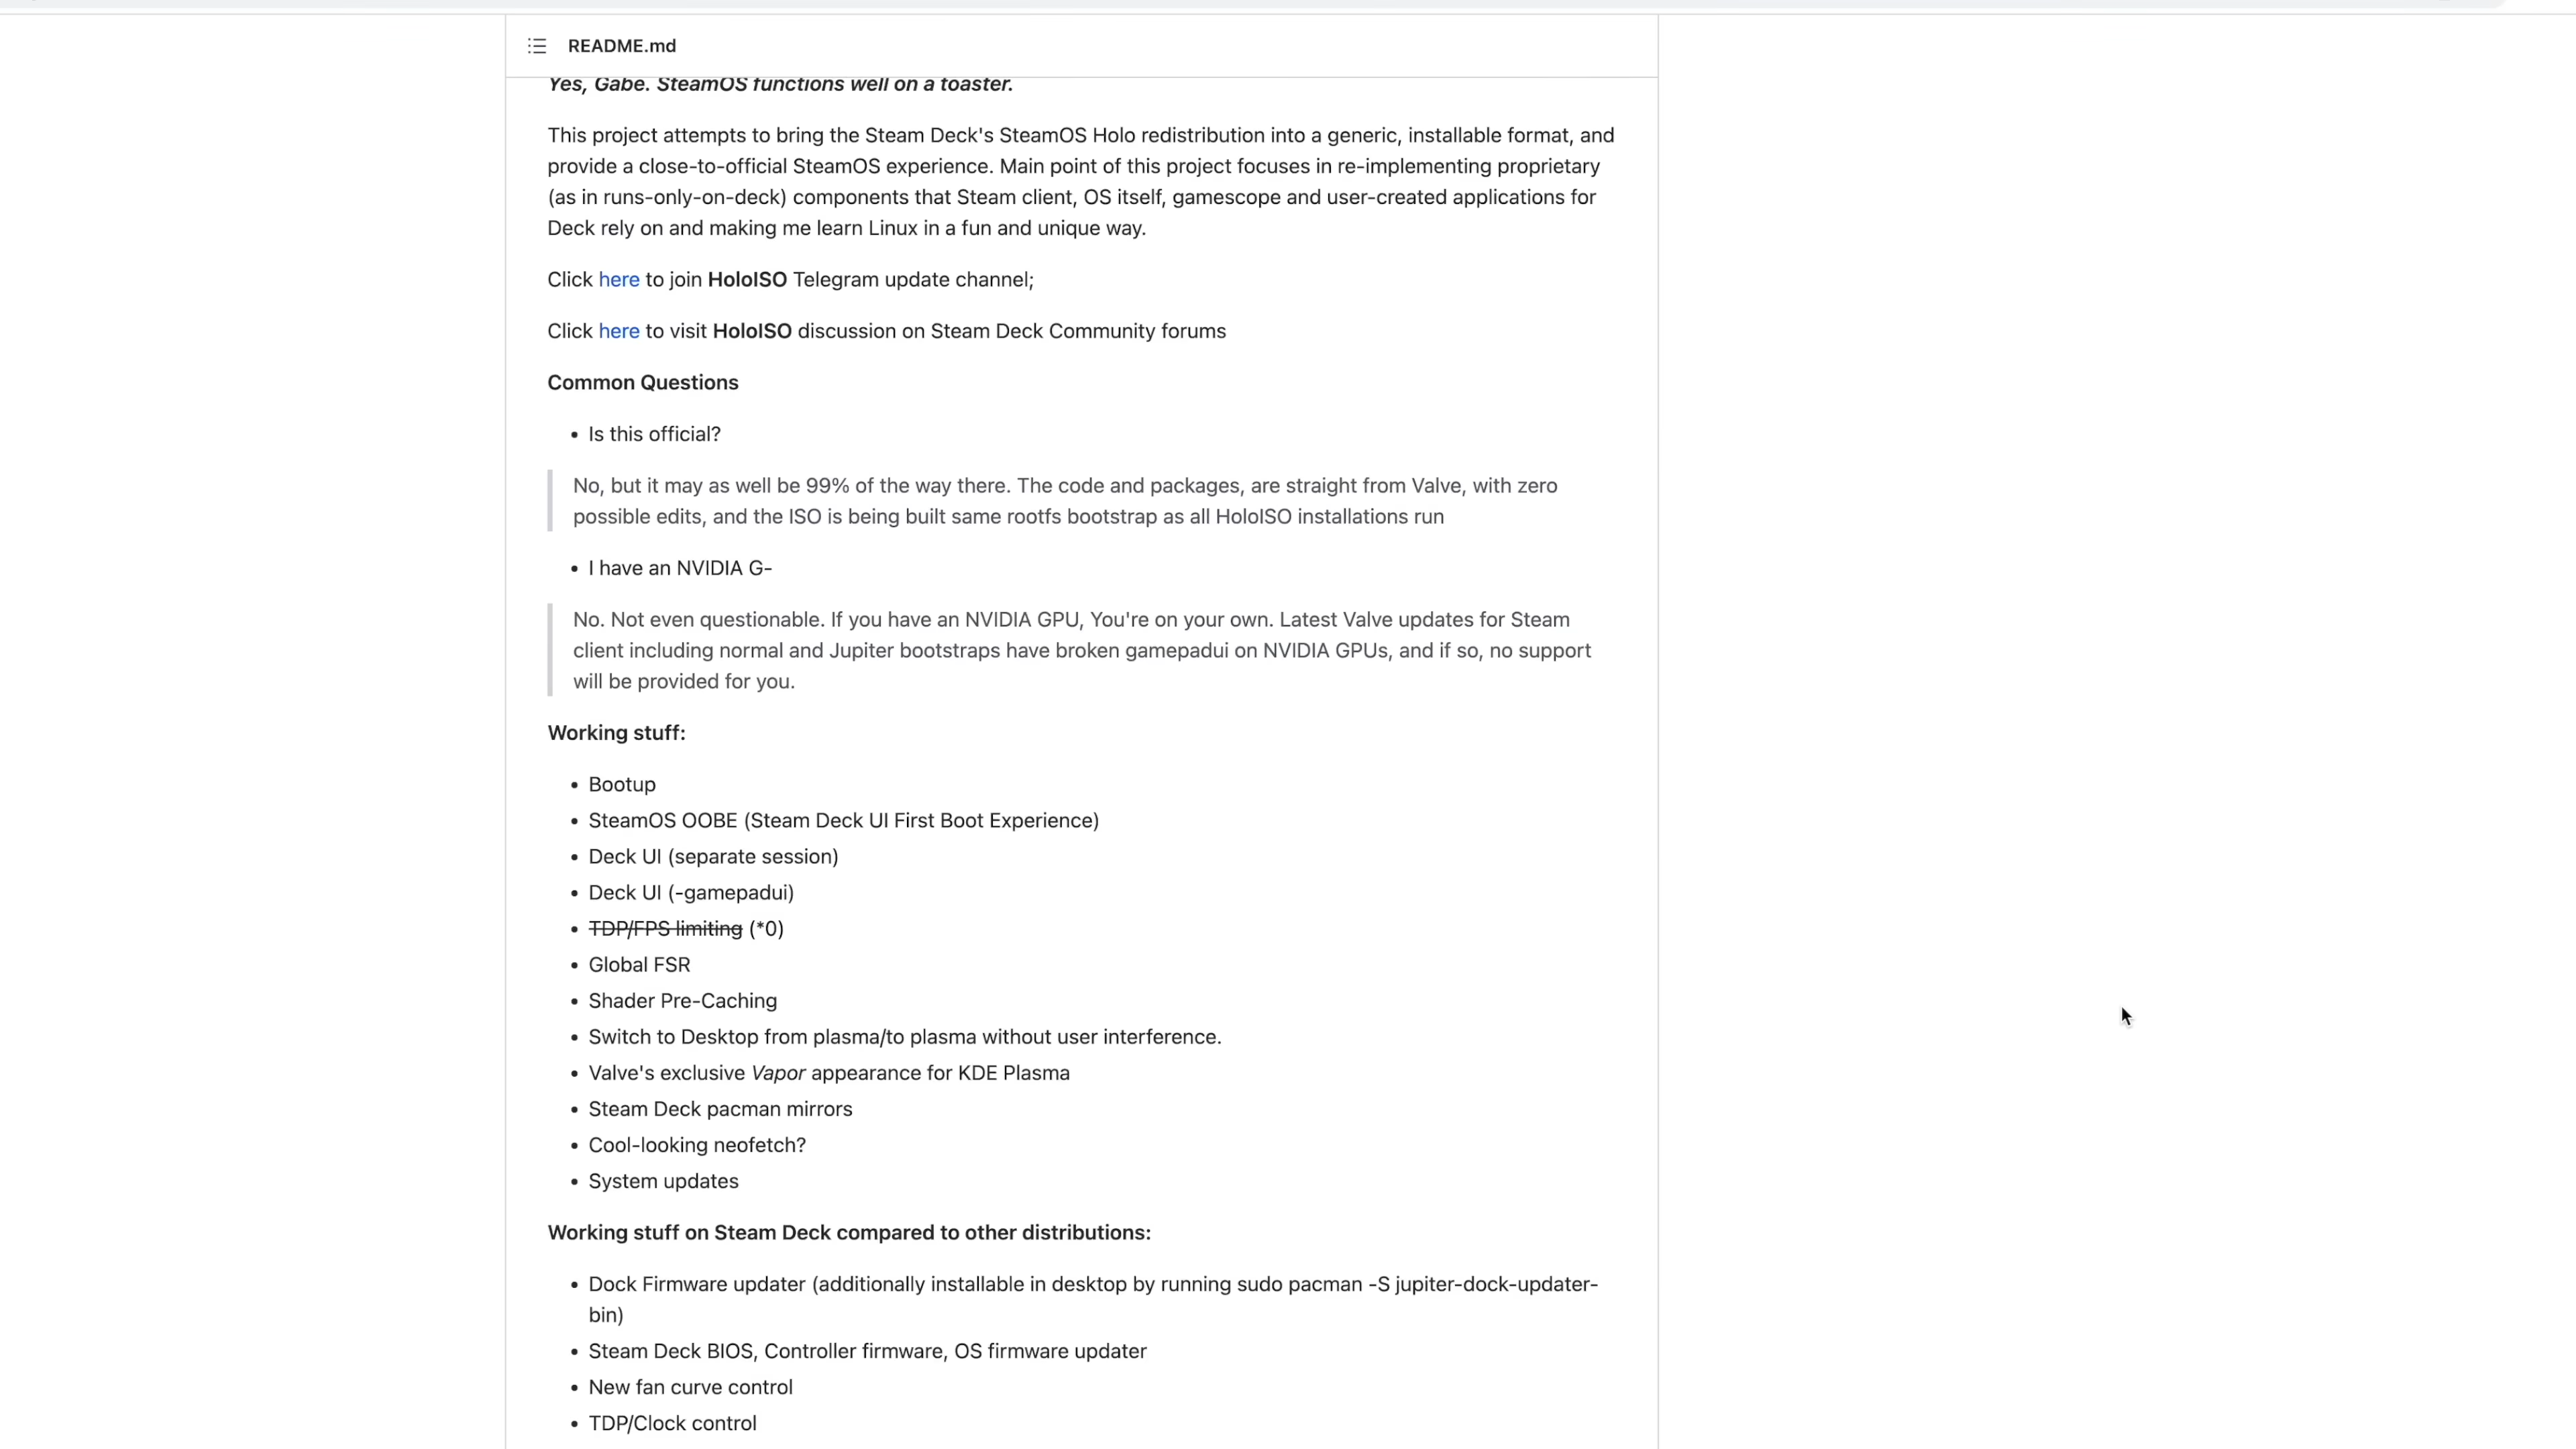 README.md
Yes, Gabe. SteamOS functions well on a toaster.
This project attempts to bring the Steam Deck's SteamOS Holo redistribution into a generic, installable format, and
provide a close-to-official SteamOS experience. Main point of this project focuses in re-implementing proprietary
(as in runs-only-on-deck) components that Steam client, OS itself, gamescope and user-created applications for
Deck rely on and making me learn Linux in a fun and unique way.
Click here to join HoloISO Telegram update channel;
Click here to visit HoloISO discussion on Steam Deck Community forums
Common Questions
• Is this official?
No, but it may as well be 99% of the way there. The code and packages, are straight from Valve, with zero
possible edits, and the ISO is being built same rootfs bootstrap as all HoloISO installations run
• I have an NVIDIA G-
No. Not even questionable. If you have an NVIDIA GPU, You're on your own. Latest Valve updates for Steam
client including normal and Jupiter bootstraps have broken gamepadui on NVIDIA GPUs, and if so, no support
will be provided for you.
Working stuff:
• Bootup
• SteamOS OOBE (Steam Deck UI First Boot Experience)
• Deck UI (separate session)
• Deck UI (-gamepadui)
• TDP/FPS limiting (*0)
• Global FSR
• Shader Pre-Caching
• Switch to Desktop from plasma/to plasma without user interference.
• Valve's exclusive Vapor appearance for KDE Plasma
• Steam Deck pacman mirrors
• Cool-looking neofetch?
• System updates
Working stuff on Steam Deck compared to other distributions:
• Dock Firmware updater (additionally installable in desktop by running sudo pacman -S jupiter-dock-updater-
bin)
• Steam Deck BIOS, Controller firmware, OS firmware updater
• New fan curve control
• TDP/Clock control